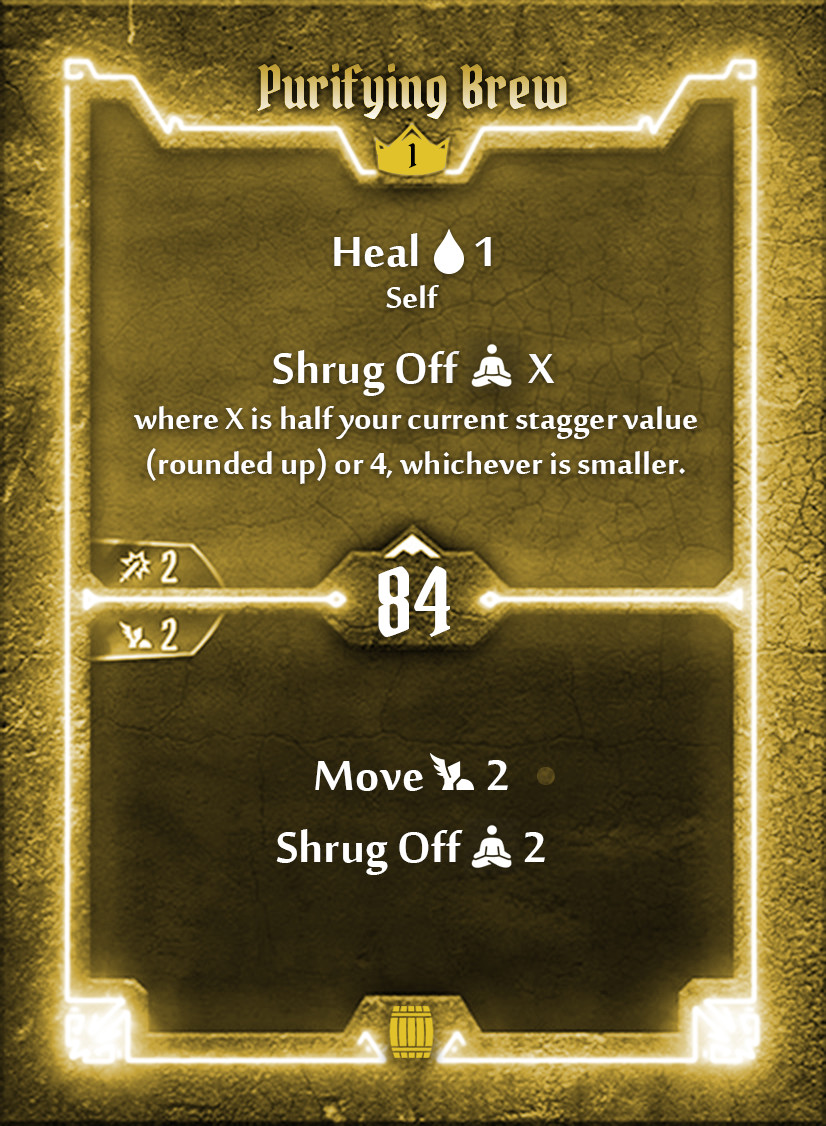 Purifying Brew
1
Heal 1
Self
Shrug Off X
where X is half your current stagger value
(rounded up) or 4, whichever is smaller.
2
84
2
Move 2
Shrug Off 2